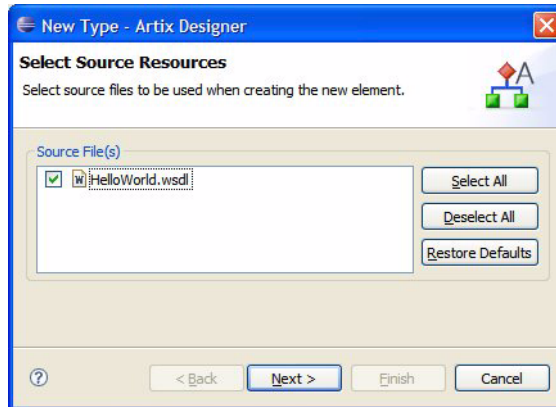 New Type - Artix Designer
Select Source Resources
Select source files to be used when creating the new element.
A
Source File(s)
W HelloWorld.wsdl
Select All
Deselect All
Restore Defaults
?
< Back
Next >
Finish
Cancel